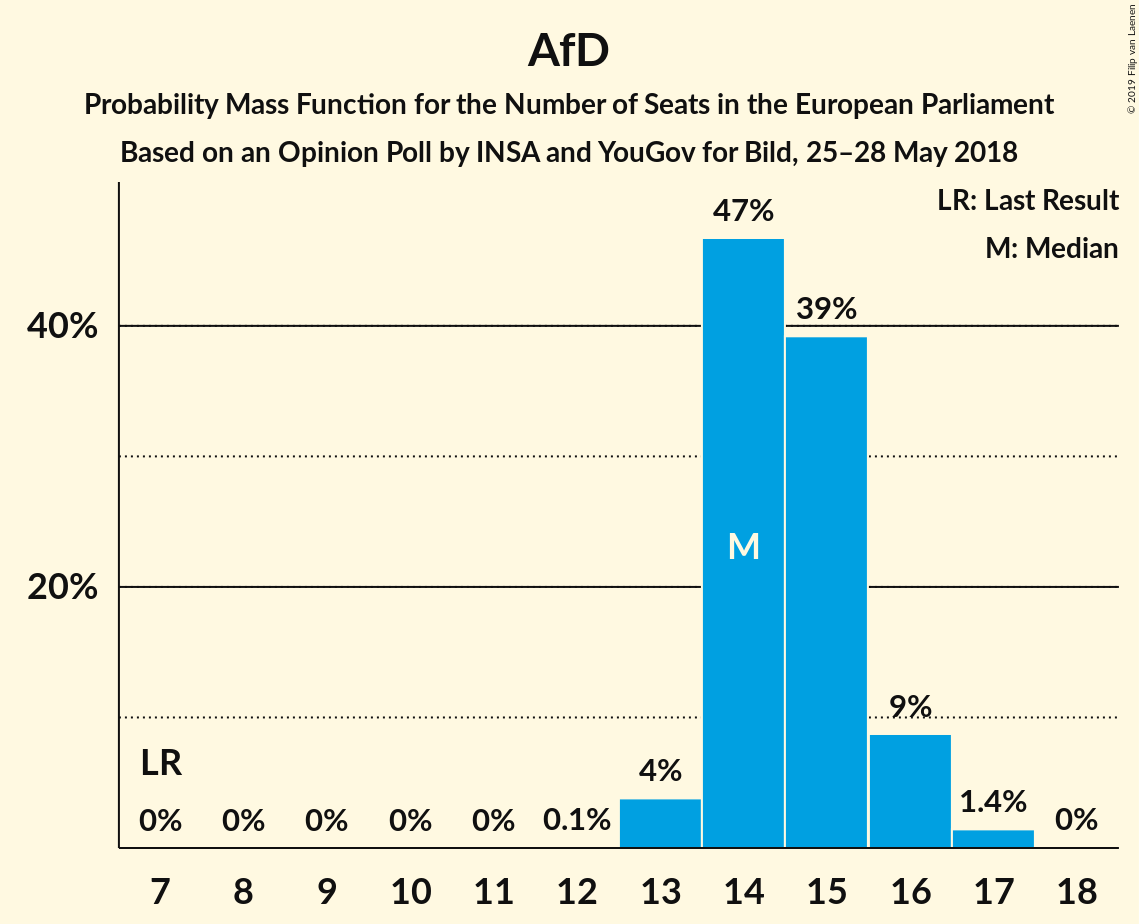 AfD
Probability Mass Function for the Number of Seats in the European Parliament
Based on an Opinion Poll by INSA and YouGov for Bild, 25–28 May 2018
© 2019 Filip van Laenen
LR: Last Result
M: Median
47%
39%
40%
M
20%
9%
LR
4%
1.4%
0% 0% 0% 0% 0% 0.1% 0%
7 8 9 10 11 12 13 14 15 16 17 18